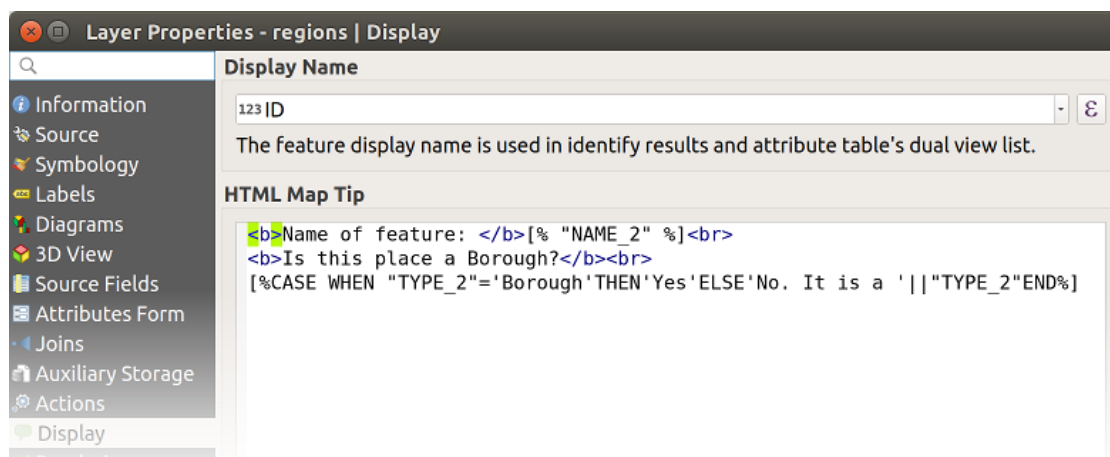 Layer Properties - regions | Display
Display Name
Information
123 ID
ε
Source
The feature display name is used in identify results and attribute table's dual view list.
Symbology
abc
Labels
HTML Map Tip
Diagrams
<b>Name of feature: </b>[% "NAME_2" %]<br>
3D View
<b>Is this place a Borough?</b><br>
Source Fields
[%CASE WHEN "TYPE_2"='Borough'THEN'Yes'ELSE'No. It is a '||"TYPE_2"END%]
Attributes Form
Joins
Auxiliary Storage
Actions
Display